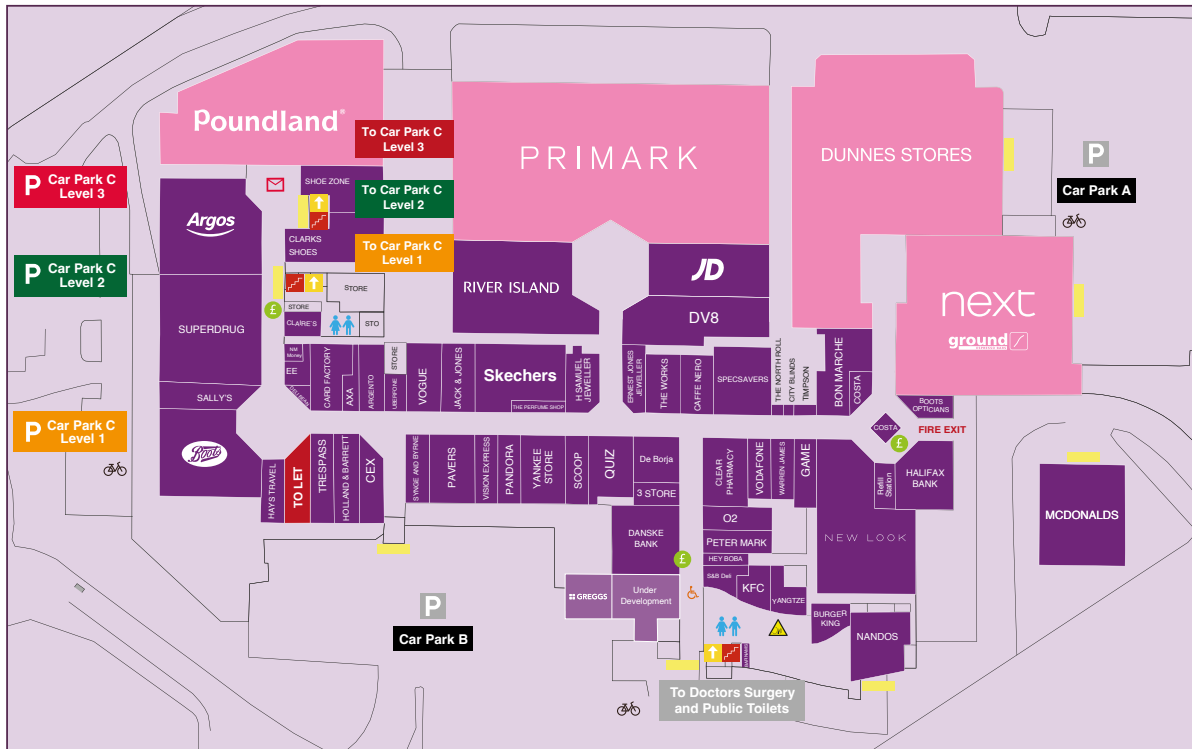 Poundland®
To Car Park C
Level 3
PRIMARK
DUNNES STORES
P
Car Park A
P Car Park C
Level 3
SHOE ZONE
To Car Park C
Level 2
Argos
CLARKS
SHOES
To Car Park C
Level 1
P Car Park C
Level 2
STORE
RIVER ISLAND
JD
next
ground
£
STORE
CLAIRE'S
STO
SUPERDRUG
DV8
NM
Money
EE
CARD FACTORY
AXA
ARGENTO
STORE
UBERFONE
VOGUE
JACK & JONES
Skechers
THE PERFUME SHOP
H SAMUEL
JEWELLER
ERNEST JONES
JEWELLER
THE WORKS
CAFFE NERO
SPECSAVERS
THE NORTH ROLL
CITY BLINDS
TIMPSON
BON MARCHE
COSTA
BOOTS
OPTICIANS
SALLY'S
P Car Park C
Level 1
COSTA
FIRE EXIT
£
Boots
HAYS TRAVEL
TO LET
TRESPASS
HOLLAND & BARRETT
CEX
SYNGE AND BYRNE
PAVERS
VISION EXPRESS
PANDORA
YANKEE
STORE
SCOOP
QUIZ
De Borja
3 STORE
CLEAR
PHARMACY
VODAFONE
WARREN JAMES
GAME
Refill
Station
HALIFAX
BANK
MCDONALDS
O2
DANSKE
BANK
PETER MARK
NEW LOOK
£
HEY BOBA
S&B Deli
KFC
YANGTZE
GREGGS
Under
Development
BURGER
KING
NANDOS
P
Car Park B
To Doctors Surgery
and Public Toilets